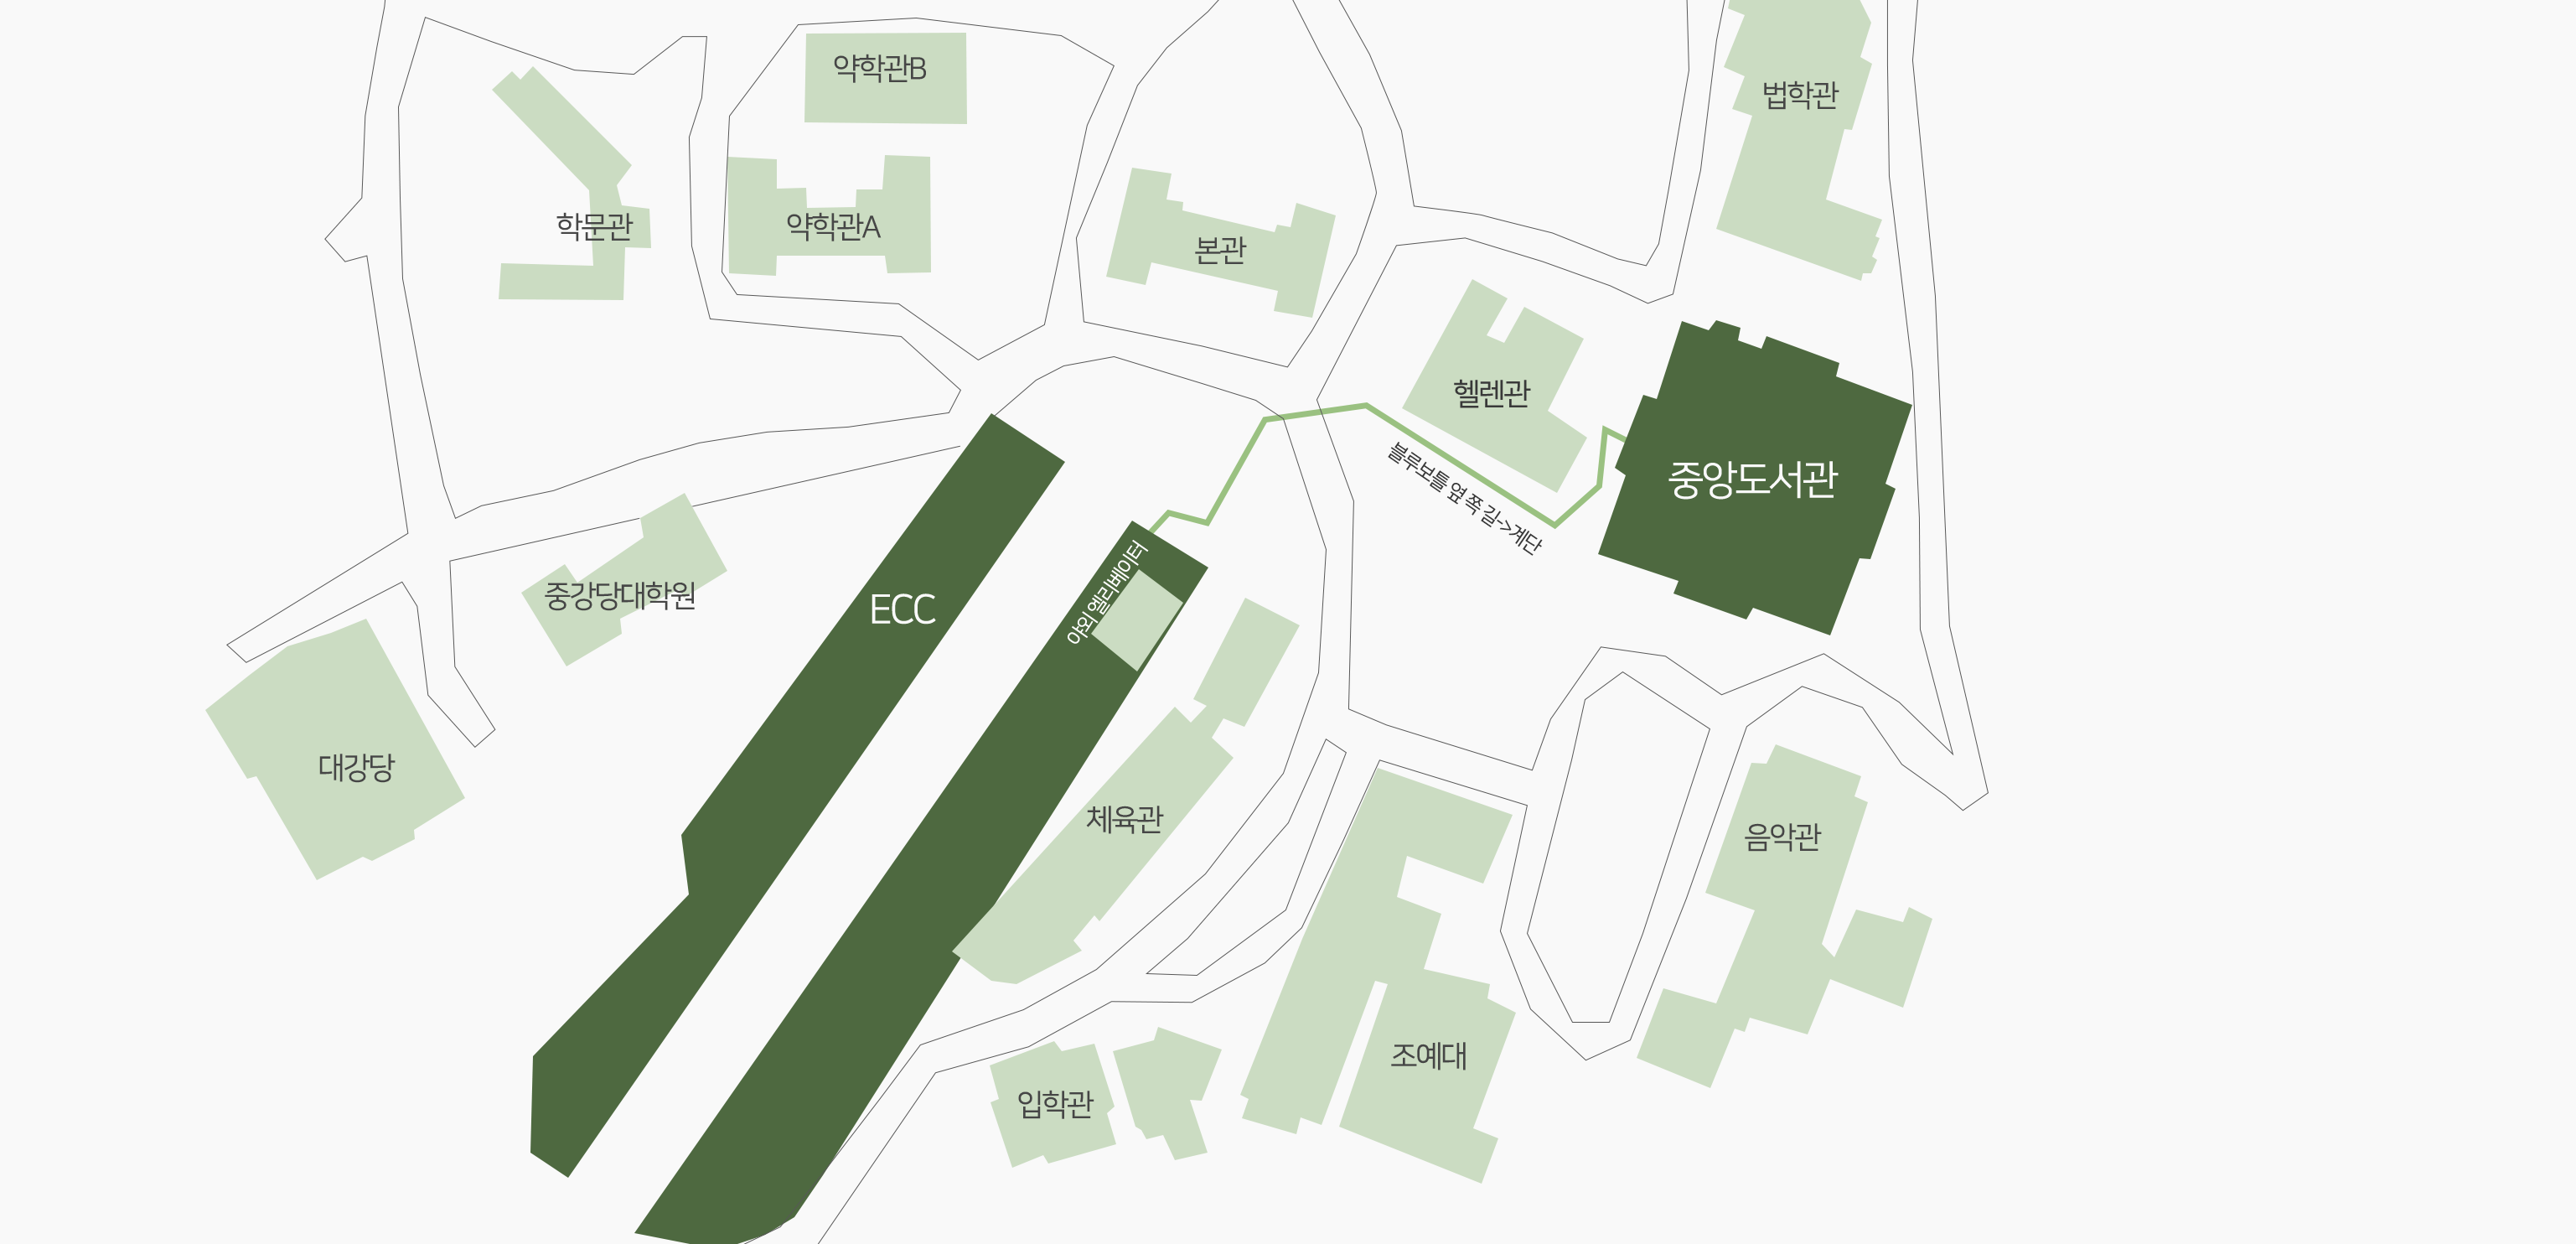 약학관B
법학관
학문관
약학관A
본관
헬렌관
중앙도서관
블루보틀 옆 쪽 길->계단
야외 엘리베이터
ECC
중강당대학원
대강당
체육관
음악관
조예대
입학관